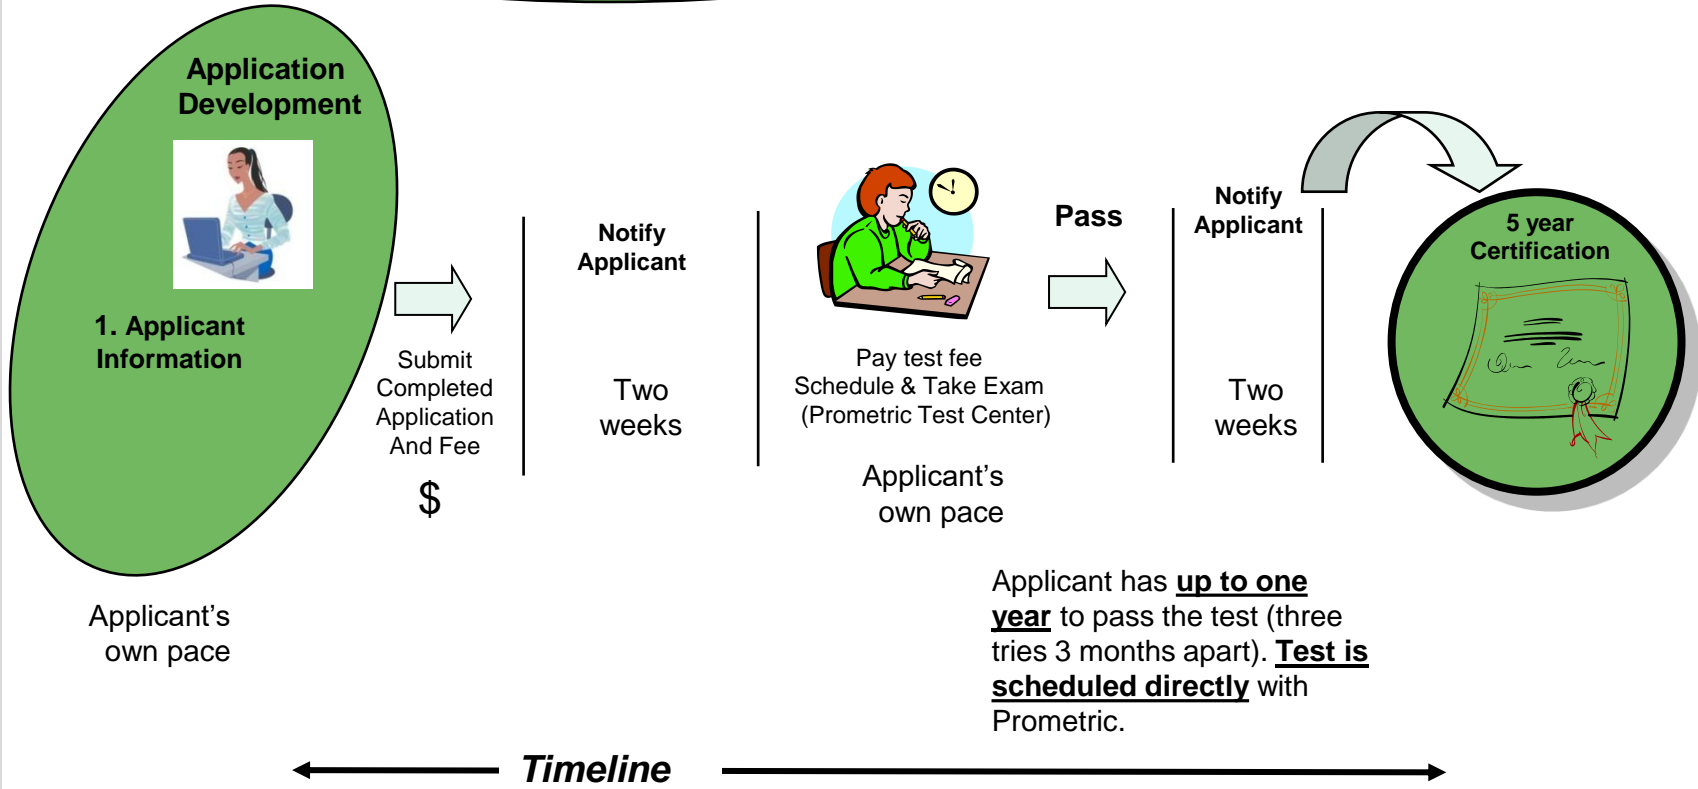 Application
Development
1. Applicant
Information
Applicant's
own pace
Submit
Completed
Application
And Fee
$
Notify
Applicant
Two
weeks
Pay test fee
Schedule & Take Exam
(Prometric Test Center)
Applicant's
own pace
Pass
Notify
Applicant
Two
weeks
5 year
Certification
Applicant has up to one
year to pass the test (three
tries 3 months apart). Test is
scheduled directly with
Prometric.
Timeline